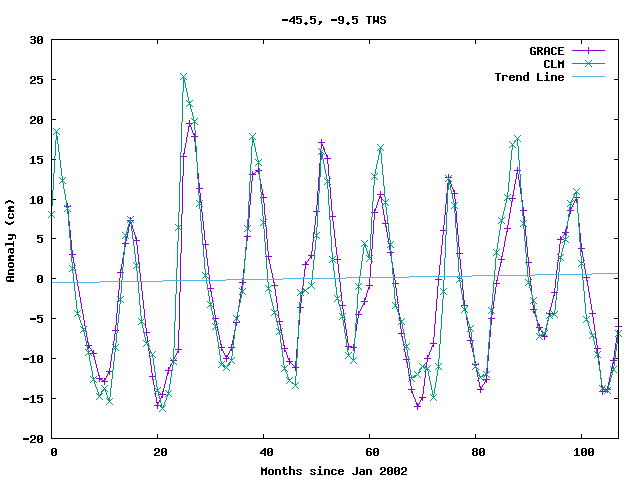 -45.5, -9.5 TWS
GRACE
CLM
Trend Line
30
25
20
15
10
5
0
-5
-10
-15
-20
Anomaly (cm)
0 20 40 60 80 100
Months since Jan 2002